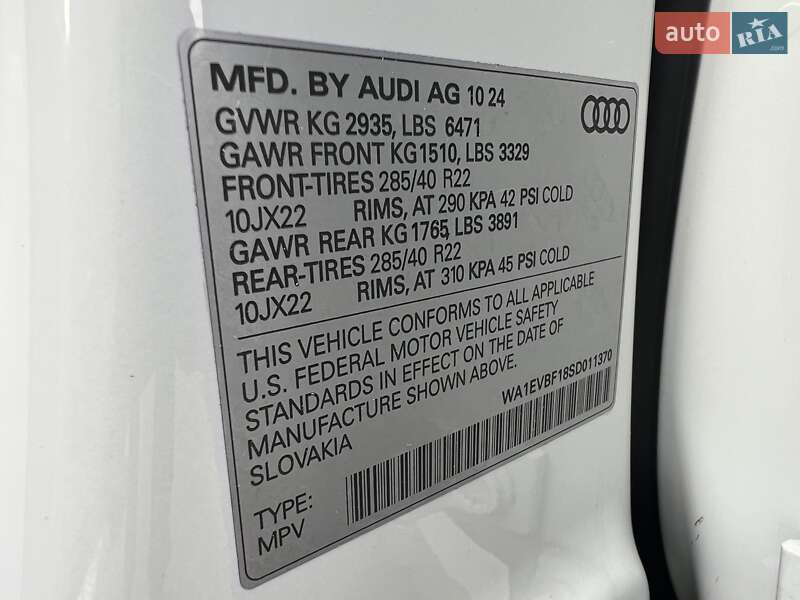 auto RIA
.com
MFD. BY AUDI AG 10 24
GVWR KG 2935, LBS 6471
GAWR FRONT KG1510, LBS 3329
FRONT-TIRES 285/40 R22
10JX22 RIMS, AT 290 KPA 42 PSI COLD
GAWR REAR KG 1765, LBS 3891
REAR-TIRES 285/40 R22
10JX22 RIMS, AT 310 KPA 45 PSI COLD
THIS VEHICLE CONFORMS TO ALL APPLICABLE
U.S. FEDERAL MOTOR VEHICLE SAFETY
STANDARDS IN EFFECT ON THE DATE OF
MANUFACTURE SHOWN ABOVE.
SLOVAKIA
WA1EVBF18SD011370
TYPE:
MPV